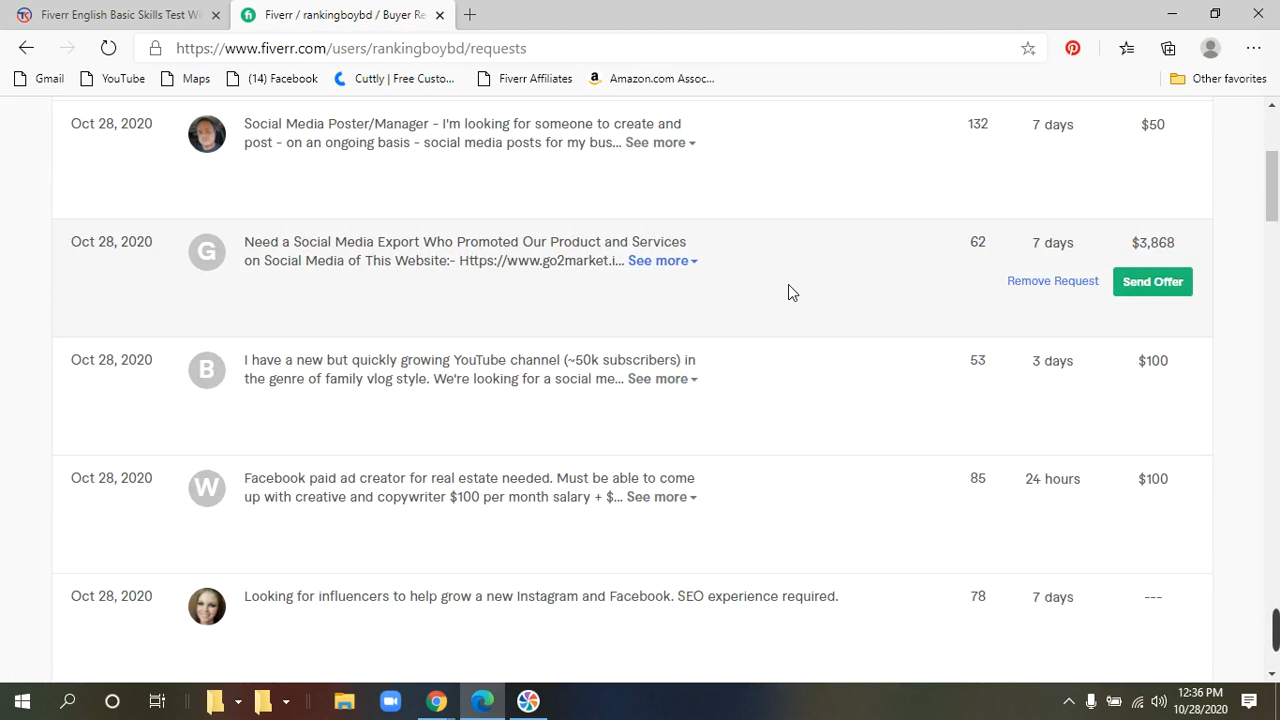 Fiverr English Basic Skills Test Wi
Fiverr / rankingboybd / Buyer Re
https://www.fiverr.com/users/rankingboybd/requests
Gmail
YouTube
Maps
(14) Facebook
Cuttly | Free Custo...
Fiverr Affiliates
Amazon.com Assoc...
Other favorites
Oct 28, 2020
Social Media Poster/Manager - I'm looking for someone to create and
post - on an ongoing basis - social media posts for my bus... See more
132
7 days
$50
Oct 28, 2020
G
Need a Social Media Export Who Promoted Our Product and Services
on Social Media of This Website:- Https://www.go2market.i... See more
62
7 days
$3,868
Remove Request
Send Offer
Oct 28, 2020
B
I have a new but quickly growing YouTube channel (~50k subscribers) in
the genre of family vlog style. We're looking for a social me... See more
53
3 days
$100
Oct 28, 2020
W
Facebook paid ad creator for real estate needed. Must be able to come
up with creative and copywriter $100 per month salary + $... See more
85
24 hours
$100
Oct 28, 2020
Looking for influencers to help grow a new Instagram and Facebook. SEO experience required.
78
7 days
---
12:36 PM
10/28/2020